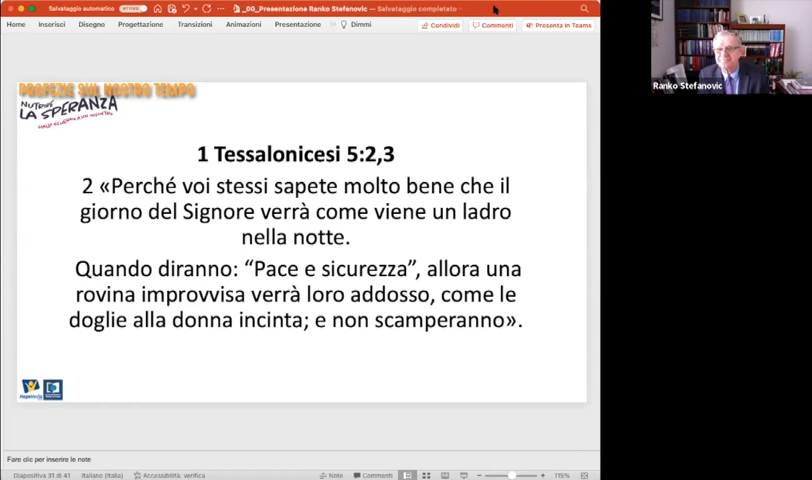 Salvataggio automatico
_0G_Presentazione Ranko Stefanovic — Salvataggio completato
Home Inserisci Disegno Progettazione Transizioni Animazioni Presentazione Dimmi Condividi Commenti Presenta in Teams
Ranko Stefanovic
PROFEZIE SUL NOSTRO TEMPO
NUTRIRE
LA SPERANZA
1 Tessalonicesi 5:2,3
2 «Perché voi stessi sapete molto bene che il
giorno del Signore verrà come viene un ladro
nella notte.
Quando diranno: “Pace e sicurezza”, allora una
rovina improvvisa verrà loro addosso, come le
doglie alla donna incinta; e non scamperanno».
HopeMedia
Fare clic per inserire le note
Diapositiva 31 di 41 Italiano (Italia) Accessibilità: verifica Note Commenti 115%